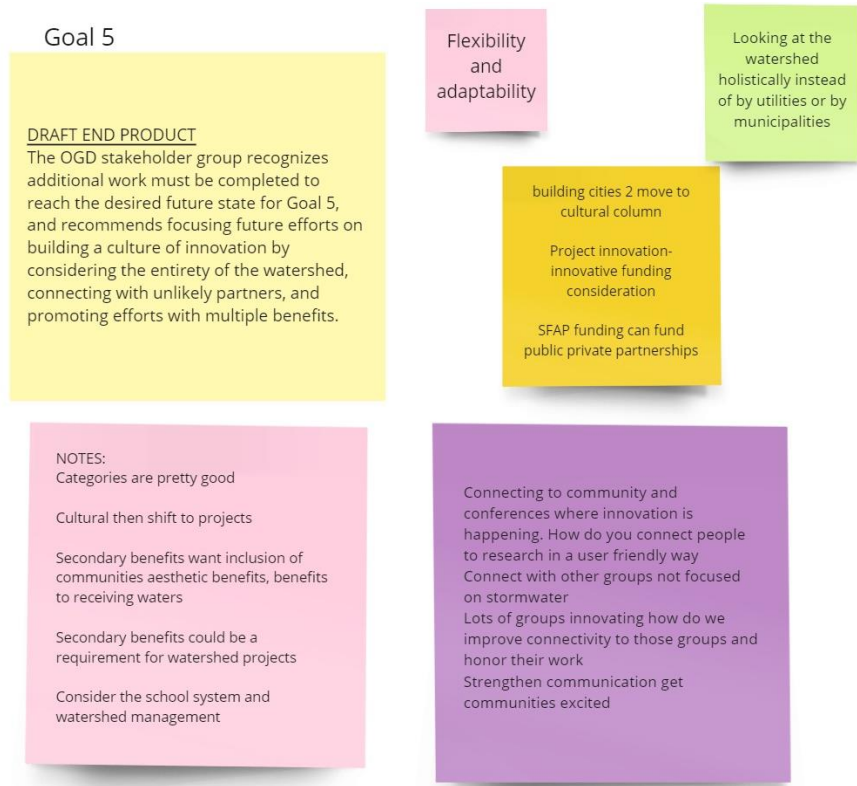 Goal 5
DRAFT END PRODUCT
The OGD stakeholder group recognizes
additional work must be completed to
reach the desired future state for Goal 5,
and recommends focusing future efforts on
building a culture of innovation by
considering the entirety of the watershed,
connecting with unlikely partners, and
promoting efforts with multiple benefits.
Flexibility
and
adaptability
Looking at the
watershed
holistically instead
of by utilities or by
municipalities
building cities 2 move to
cultural column
Project innovation-
innovative funding
consideration
SFAP funding can fund
public private partnerships
NOTES:
Categories are pretty good
Cultural then shift to projects
Secondary benefits want inclusion of
communities aesthetic benefits, benefits
to receiving waters
Secondary benefits could be a
requirement for watershed projects
Consider the school system and
watershed management
Connecting to community and
conferences where innovation is
happening. How do you connect people
to research in a user friendly way
Connect with other groups not focused
on stormwater
Lots of groups innovating how do we
improve connectivity to those groups and
honor their work
Strengthen communication get
communities excited